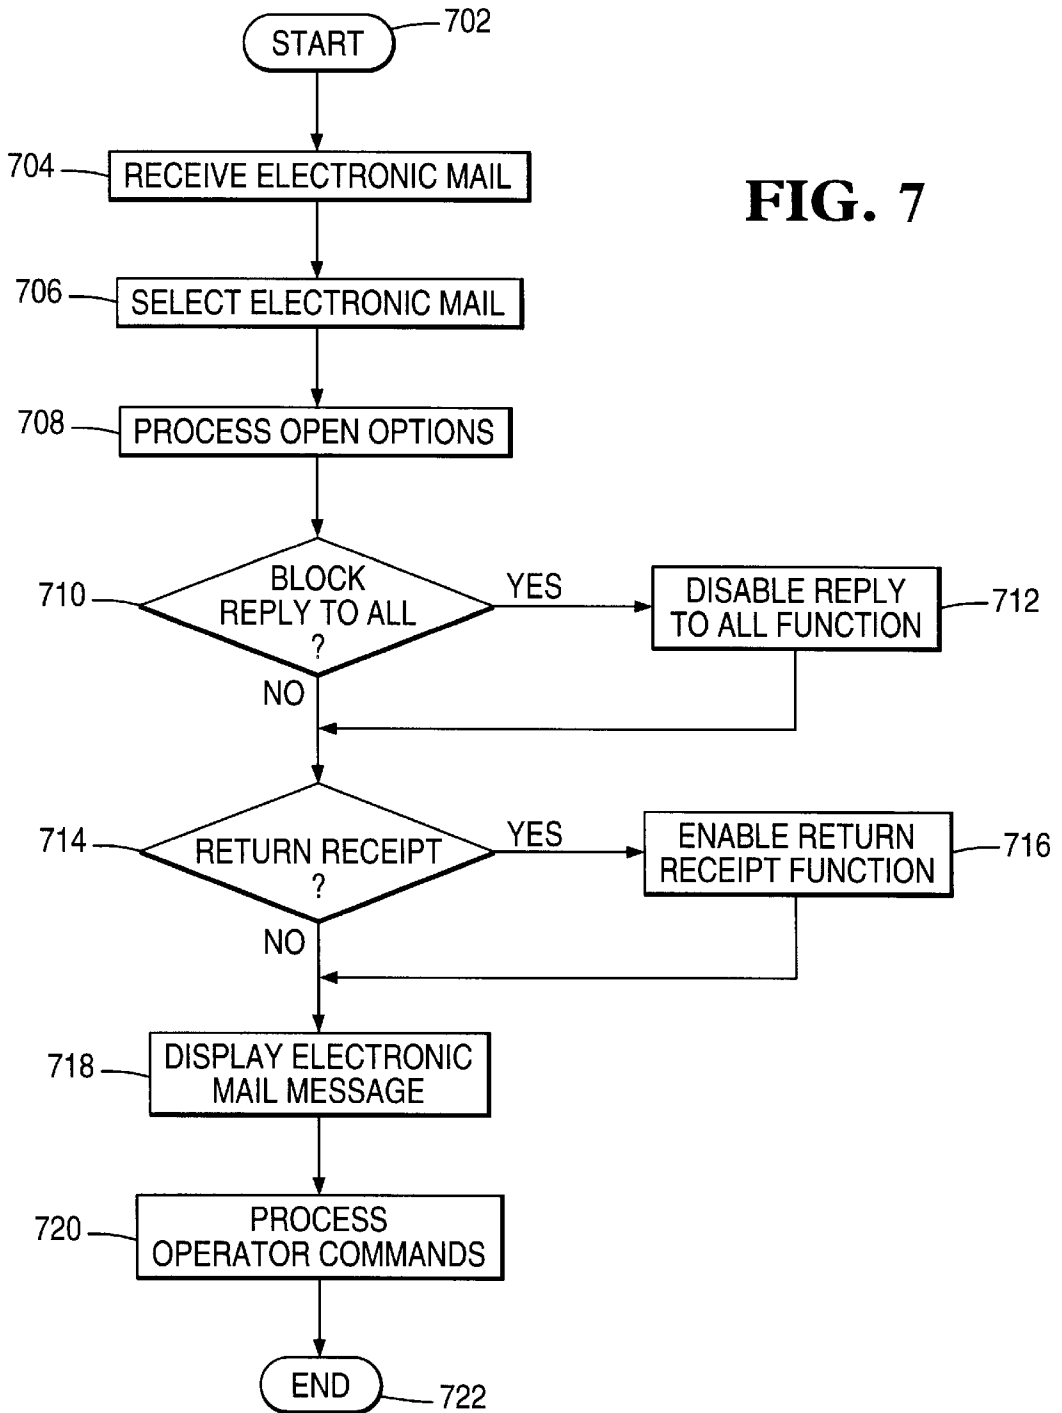 START
702
704
RECEIVE ELECTRONIC MAIL
FIG. 7
706
SELECT ELECTRONIC MAIL
708
PROCESS OPEN OPTIONS
710
BLOCK
REPLY TO ALL
?
YES
DISABLE REPLY
TO ALL FUNCTION
712
NO
714
RETURN RECEIPT
?
YES
ENABLE RETURN
RECEIPT FUNCTION
716
NO
718
DISPLAY ELECTRONIC
MAIL MESSAGE
720
PROCESS
OPERATOR COMMANDS
END
722